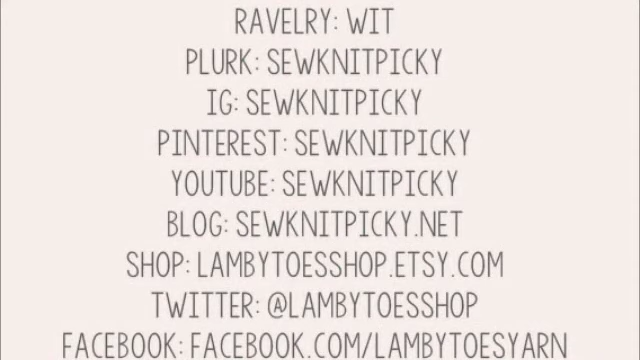 RAVELRY: WIT
PLURK: SEWKNITPICKY
IG: SEWKNITPICKY
PINTEREST: SEWKNITPICKY
YOUTUBE: SEWKNITPICKY
BLOG: SEWKNITPICKY.NET
SHOP: LAMBYTOESSHOP.ETSY.COM
TWITTER: @LAMBYTOESSHOP
FACEBOOK: FACEBOOK.COM/LAMBYTOESYARN